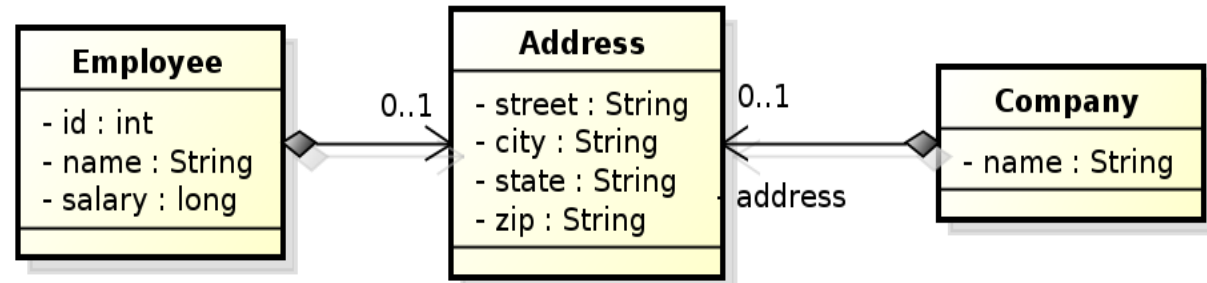 Employee
- id : int
- name : String
- salary : long
0..1
Address
- street : String
- city : String
- state : String
- zip : String
0..1
- address
Company
- name : String